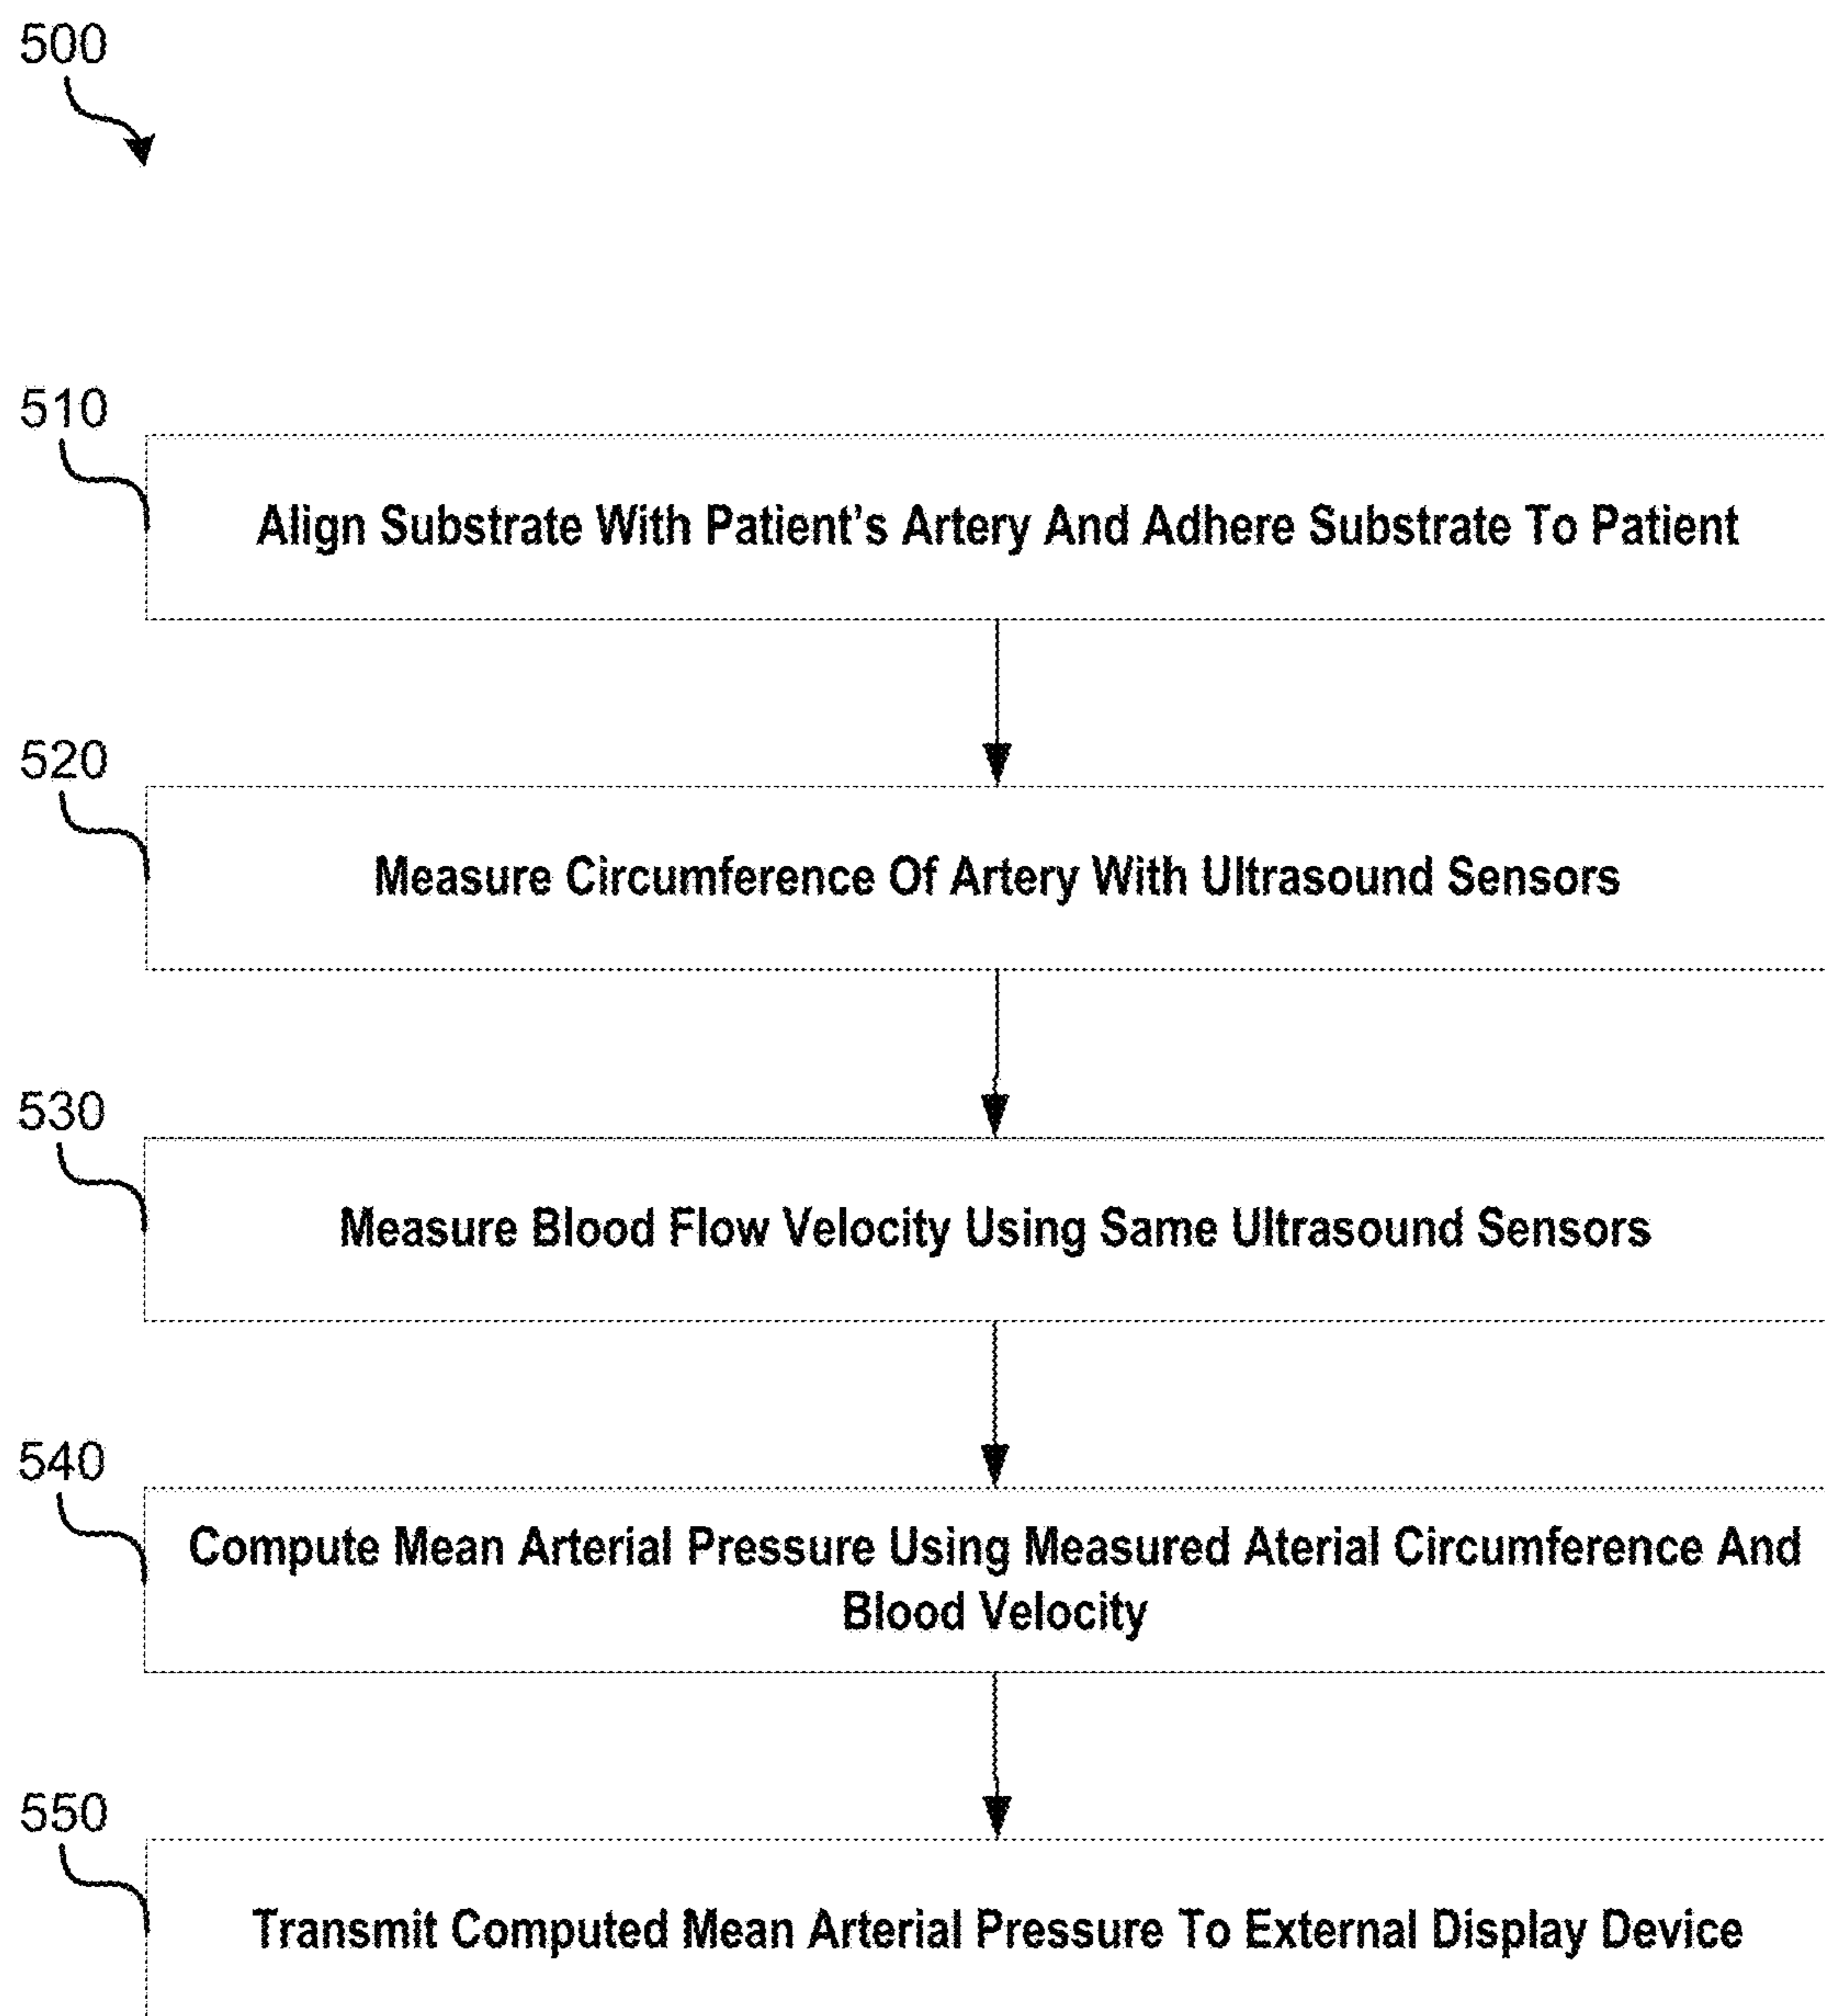 500
510
Align Substrate With Patient's Artery And Adhere Substrate To Patient
520
Measure Circumference Of Artery With Ultrasound Sensors
530
Measure Blood Flow Velocity Using Same Ultrasound Sensors
540
Compute Mean Arterial Pressure Using Measured Aterial Circumference And
Blood Velocity
550
Transmit Computed Mean Arterial Pressure To External Display Device